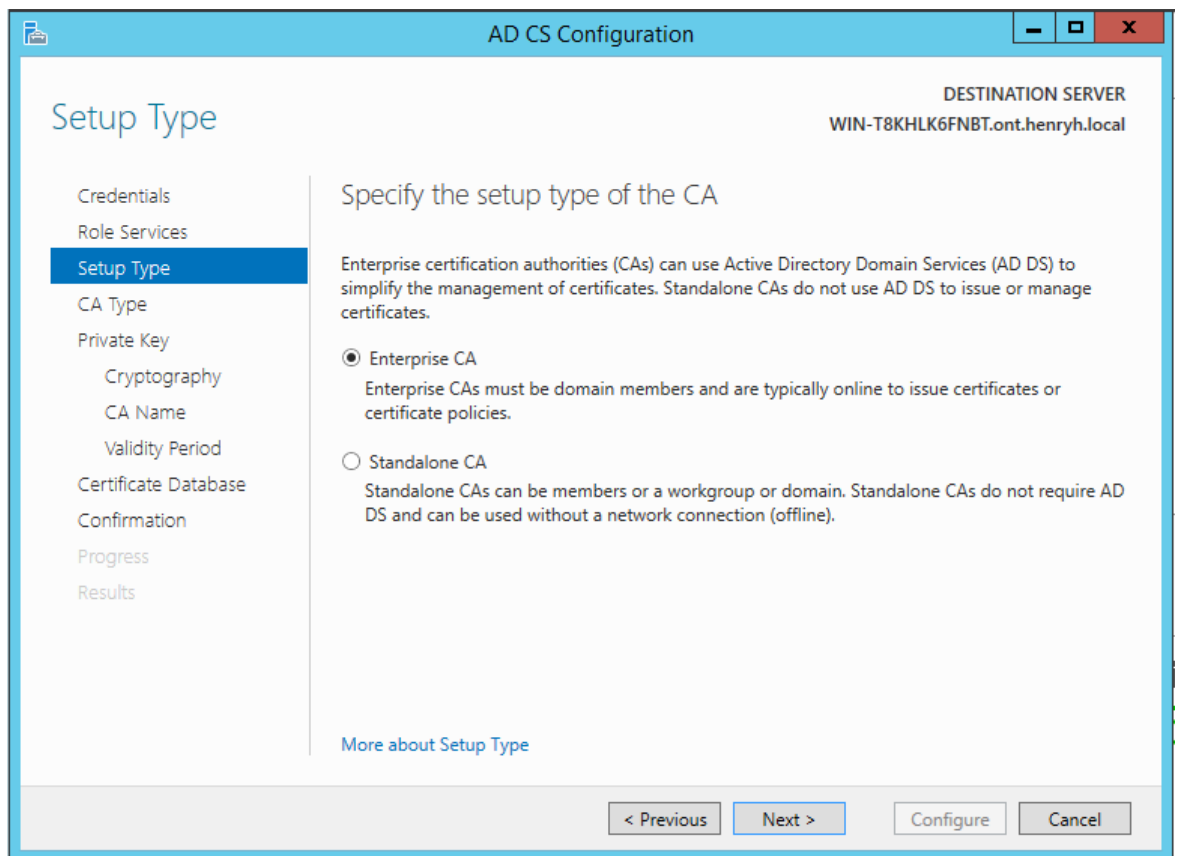 AD CS Configuration
Setup Type
DESTINATION SERVER
WIN-T8KHLK6FNBT.ont.henryh.local
Credentials
Role Services
Setup Type
CA Type
Private Key
Cryptography
CA Name
Validity Period
Certificate Database
Confirmation
Progress
Results
Specify the setup type of the CA
Enterprise certification authorities (CAs) can use Active Directory Domain Services (AD DS) to
simplify the management of certificates. Standalone CAs do not use AD DS to issue or manage
certificates.
Enterprise CA
Enterprise CAs must be domain members and are typically online to issue certificates or
certificate policies.
Standalone CA
Standalone CAs can be members or a workgroup or domain. Standalone CAs do not require AD
DS and can be used without a network connection (offline).
More about Setup Type
< Previous
Next >
Configure
Cancel